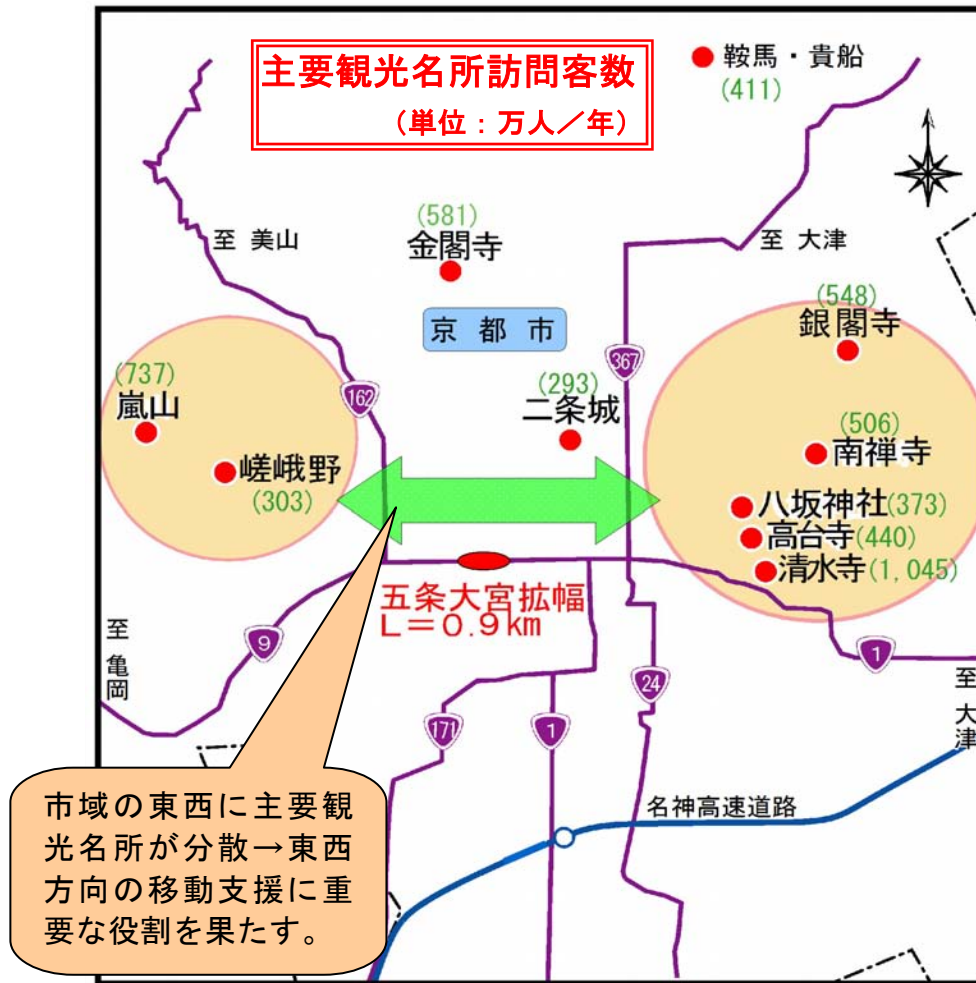 主要観光名所訪問客数
（単位：万人／年）
鞍馬・貴船
(411)
至 美山
(581)
金閣寺
至 大津
京都市
(548)
銀閣寺
(737)
嵐山
162
367
(293)
二条城
(506)
南禅寺
嵯峨野
(303)
八坂神社(373)
高台寺(440)
清水寺(1,045)
五条大宮拡幅
L＝0.9km
至 亀岡
9
1
至 大津
24
171
1
名神高速道路
市域の東西に主要観
光名所が分散→東西
方向の移動支援に重
要な役割を果たす。